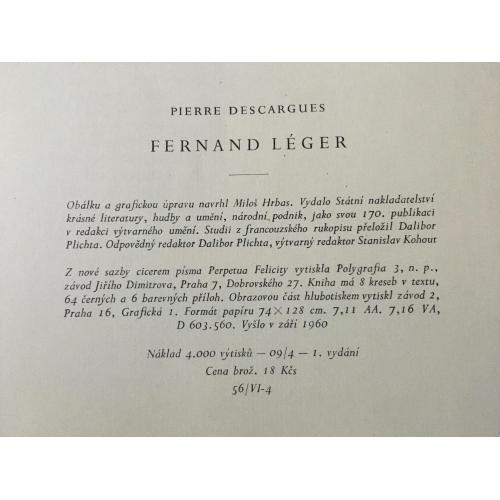 PIERRE DESCARGUES
FERNAND LÉGER
Obálku a grafickou úpravu navrhl Miloš Hrbas. Vydalo Státní nakladatelství
krásné literatury, hudby a umění, národní podnik, jako svou 170. publikaci
v redakci výtvarného umění. Studii z francouzského rukopisu přeložil Dalibor
Plichta. Odpovědný redaktor Dalibor Plichta, výtvarný redaktor Stanislav Kohout
Z nové sazby cicerem písma Perpetua Felicity vytiskla Polygrafia 3, n. p.,
závod Jiřího Dimitrova, Praha 7, Dobrovského 27. Kniha má 8 kreseb v textu,
64 černých a 6 barevných příloh. Obrazovou část hlubotiskem vytiskl závod 2,
Praha 16, Grafická 1. Formát papíru 74×128 cm. 7,11 AA. 7,16 VA,
D 603.560. Vyšlo v září 1960
Náklad 4.000 výtisků — 09/4 — 1. vydání
Cena brož. 18 Kčs
56/VI-4